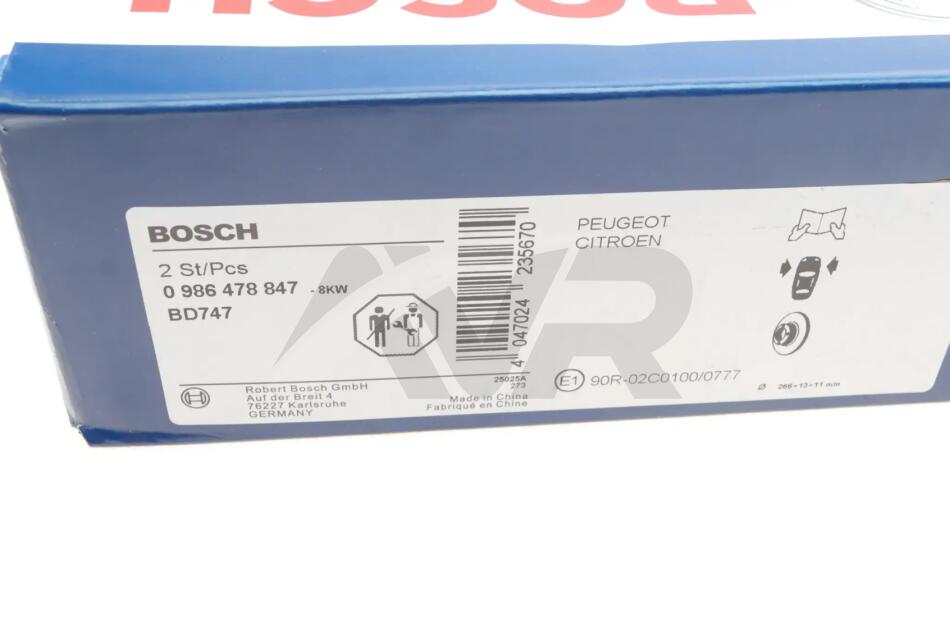 BOSCH
BOSCH
2 St/Pcs
0 986 478 847 - 8KW
BD747
4 047024 235670
PEUGEOT
CITROEN
Robert Bosch GmbH
Auf der Breit 4
76227 Karlsruhe
GERMANY
25025A
273
Made in China
Fabriqué en Chine
E1 90R-02C0100/0777
Ø 266×13×11 mm